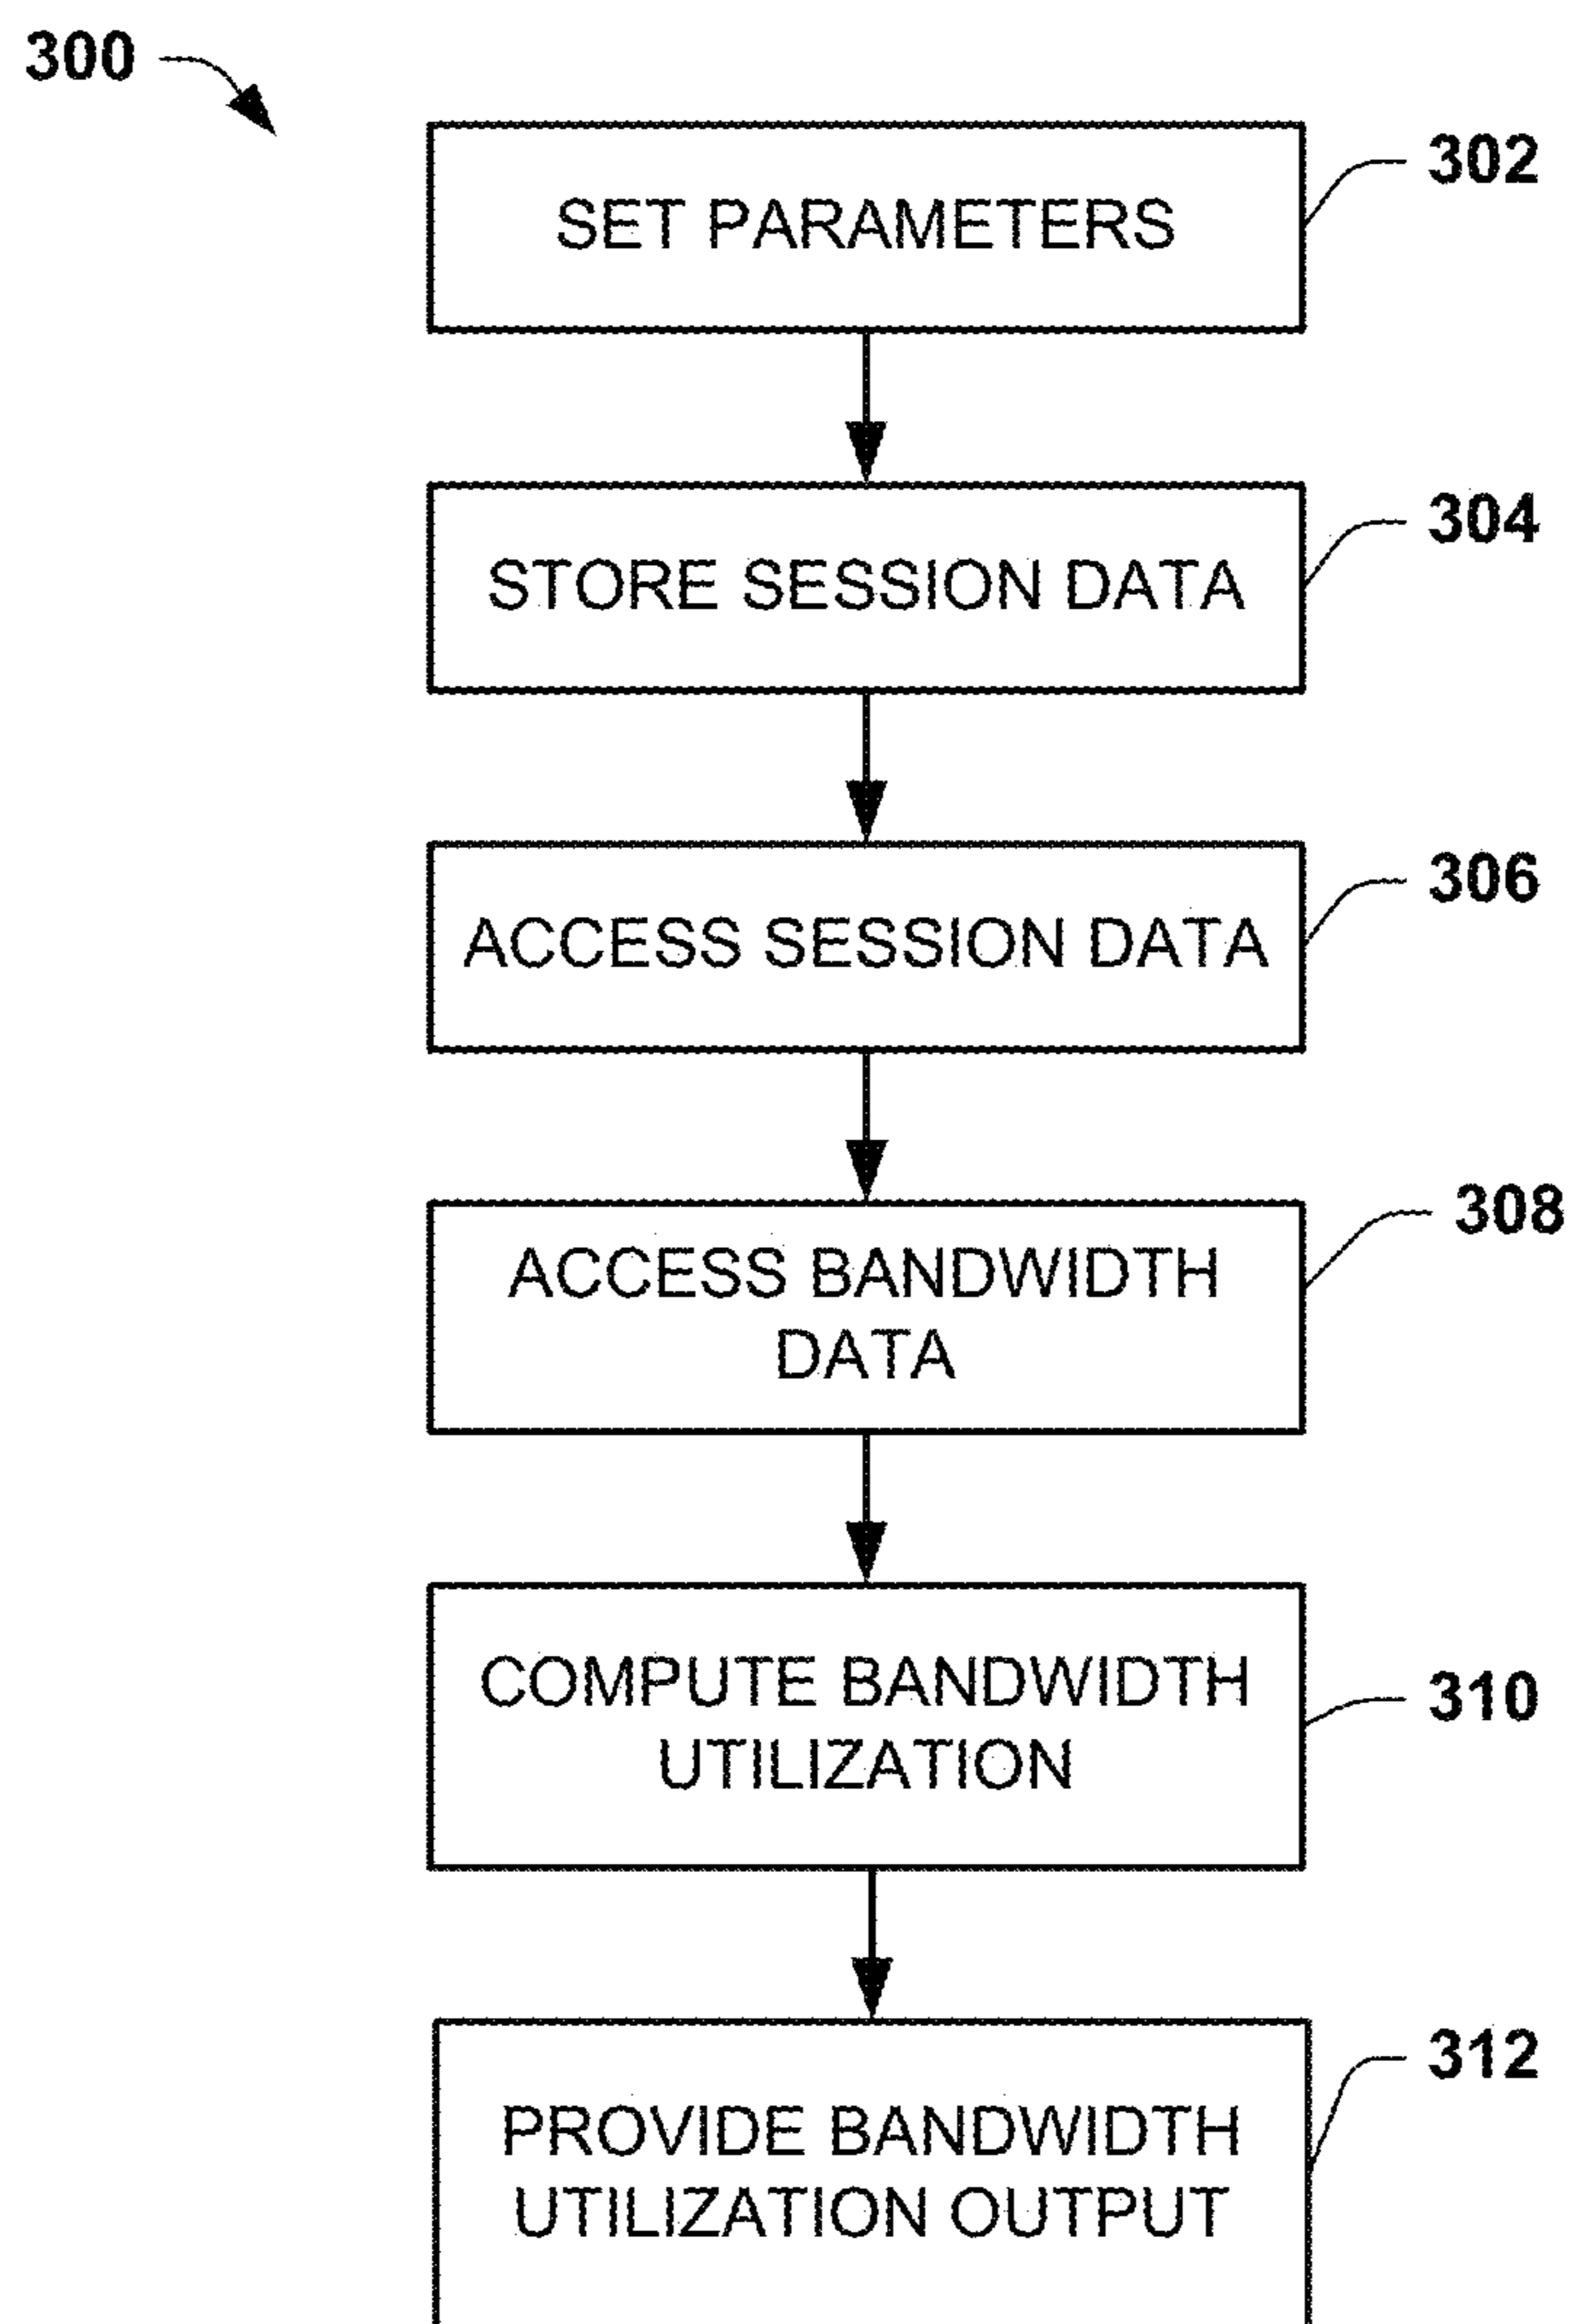 300
302
SET PARAMETERS
304
STORE SESSION DATA
306
ACCESS SESSION DATA
308
ACCESS BANDWIDTH
DATA
310
COMPUTE BANDWIDTH
UTILIZATION
312
PROVIDE BANDWIDTH
UTILIZATION OUTPUT